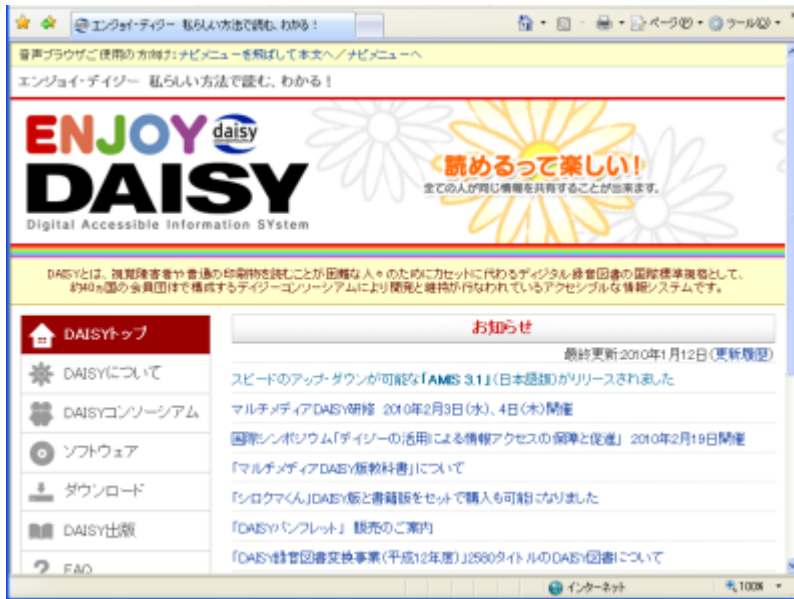 エンジョイ・デイジー 私らしい方法で読む、わかる!
ページ(P)
ツール(O)
音声ブラウザご使用の方向け:ナビメニューを飛ばして本文へ/ナビメニューへ
エンジョイ・デイジー 私らしい方法で読む、わかる!
ENJOY daisy
DAISY
Digital Accessible Information SYstem
読めるって楽しい!
全ての人が同じ情報を共有することが出来ます。
DAISYとは、視覚障害者や普通の印刷物を読むことが困難な人々のためにカセットに代わるディジタル録音図書の国際標準規格として、
約40ヵ国の会員団体で構成するデイジーコンソーシアムにより開発と維持が行なわれているアクセシブルな情報システムです。
DAISYトップ
DAISYについて
DAISYコンソーシアム
ソフトウェア
ダウンロード
DAISY出版
FAQ
お知らせ
最終更新:2010年1月12日(更新履歴)
スピードのアップ・ダウンが可能な「AMIS 3.1」(日本語版)がリリースされました
マルチメディアDAISY研修 2010年2月3日(水)、4日(木)開催
国際シンポジウム「デイジーの活用による情報アクセスの保障と促進」 2010年2月19日開催
「マルチメディアDAISY版教科書」について
「シロクマくん」DAISY版と書籍版をセットで購入も可能になりました
「DAISYパンフレット」 販売のご案内
「DAISY録音図書変換事業(平成12年度)」2580タイトルのDAISY図書について
インターネット
100%